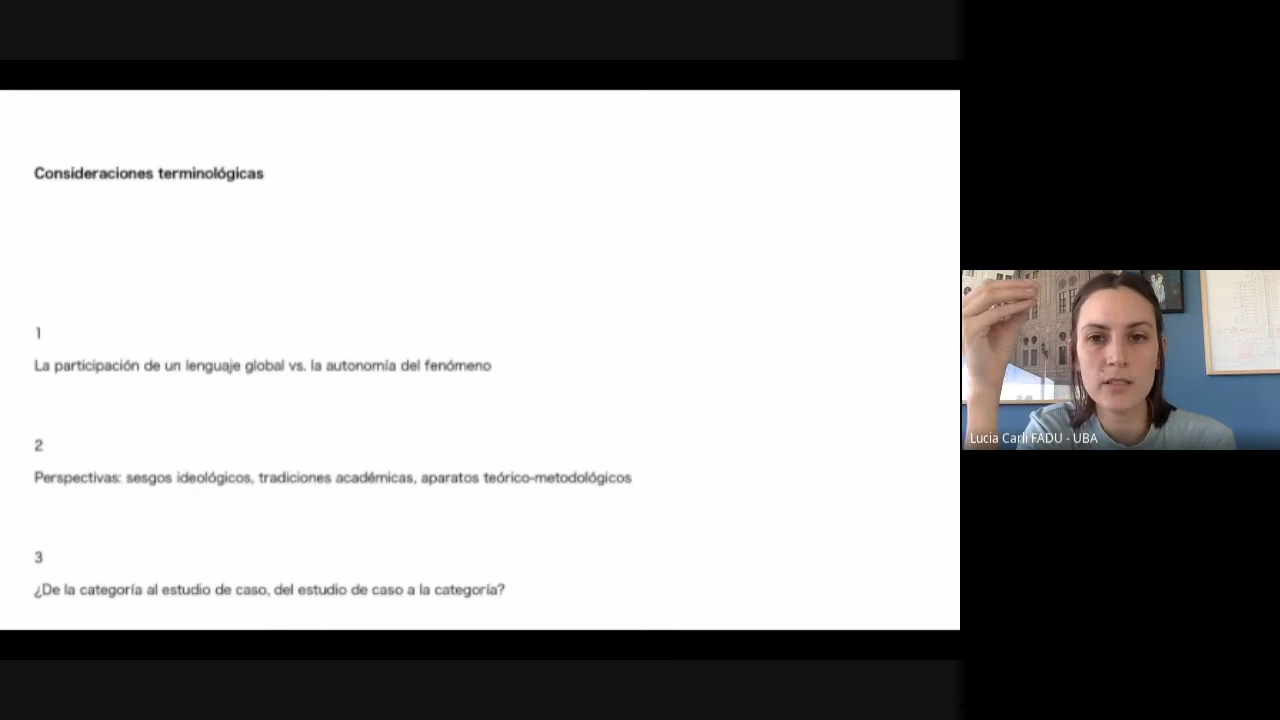 Consideraciones terminológicas
1
La participación de un lenguaje global vs. la autonomía del fenómeno
2
Perspectivas: sesgos ideológicos, tradiciones académicas, aparatos teórico-metodológicos
3
¿De la categoría al estudio de caso, del estudio de caso a la categoría?
Lucia Carli FADU - UBA